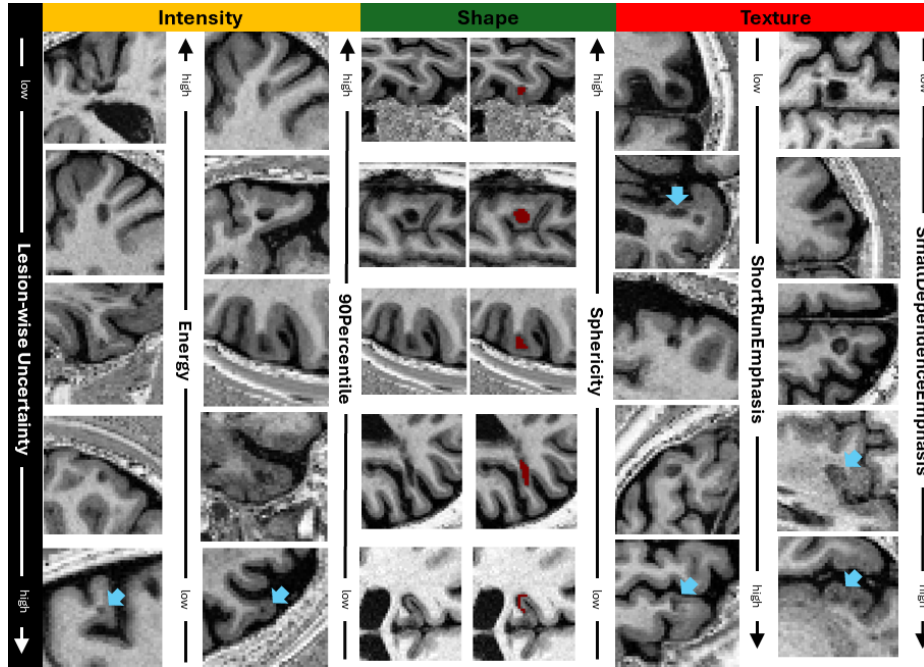 Intensity
Shape
Texture
low
Lesion-wise Uncertainty
high
high
Energy
low
high
90Percentile
low
high
Sphericity
low
low
ShortRunEmphasis
high
low
SmallDependenceEmphasis
high